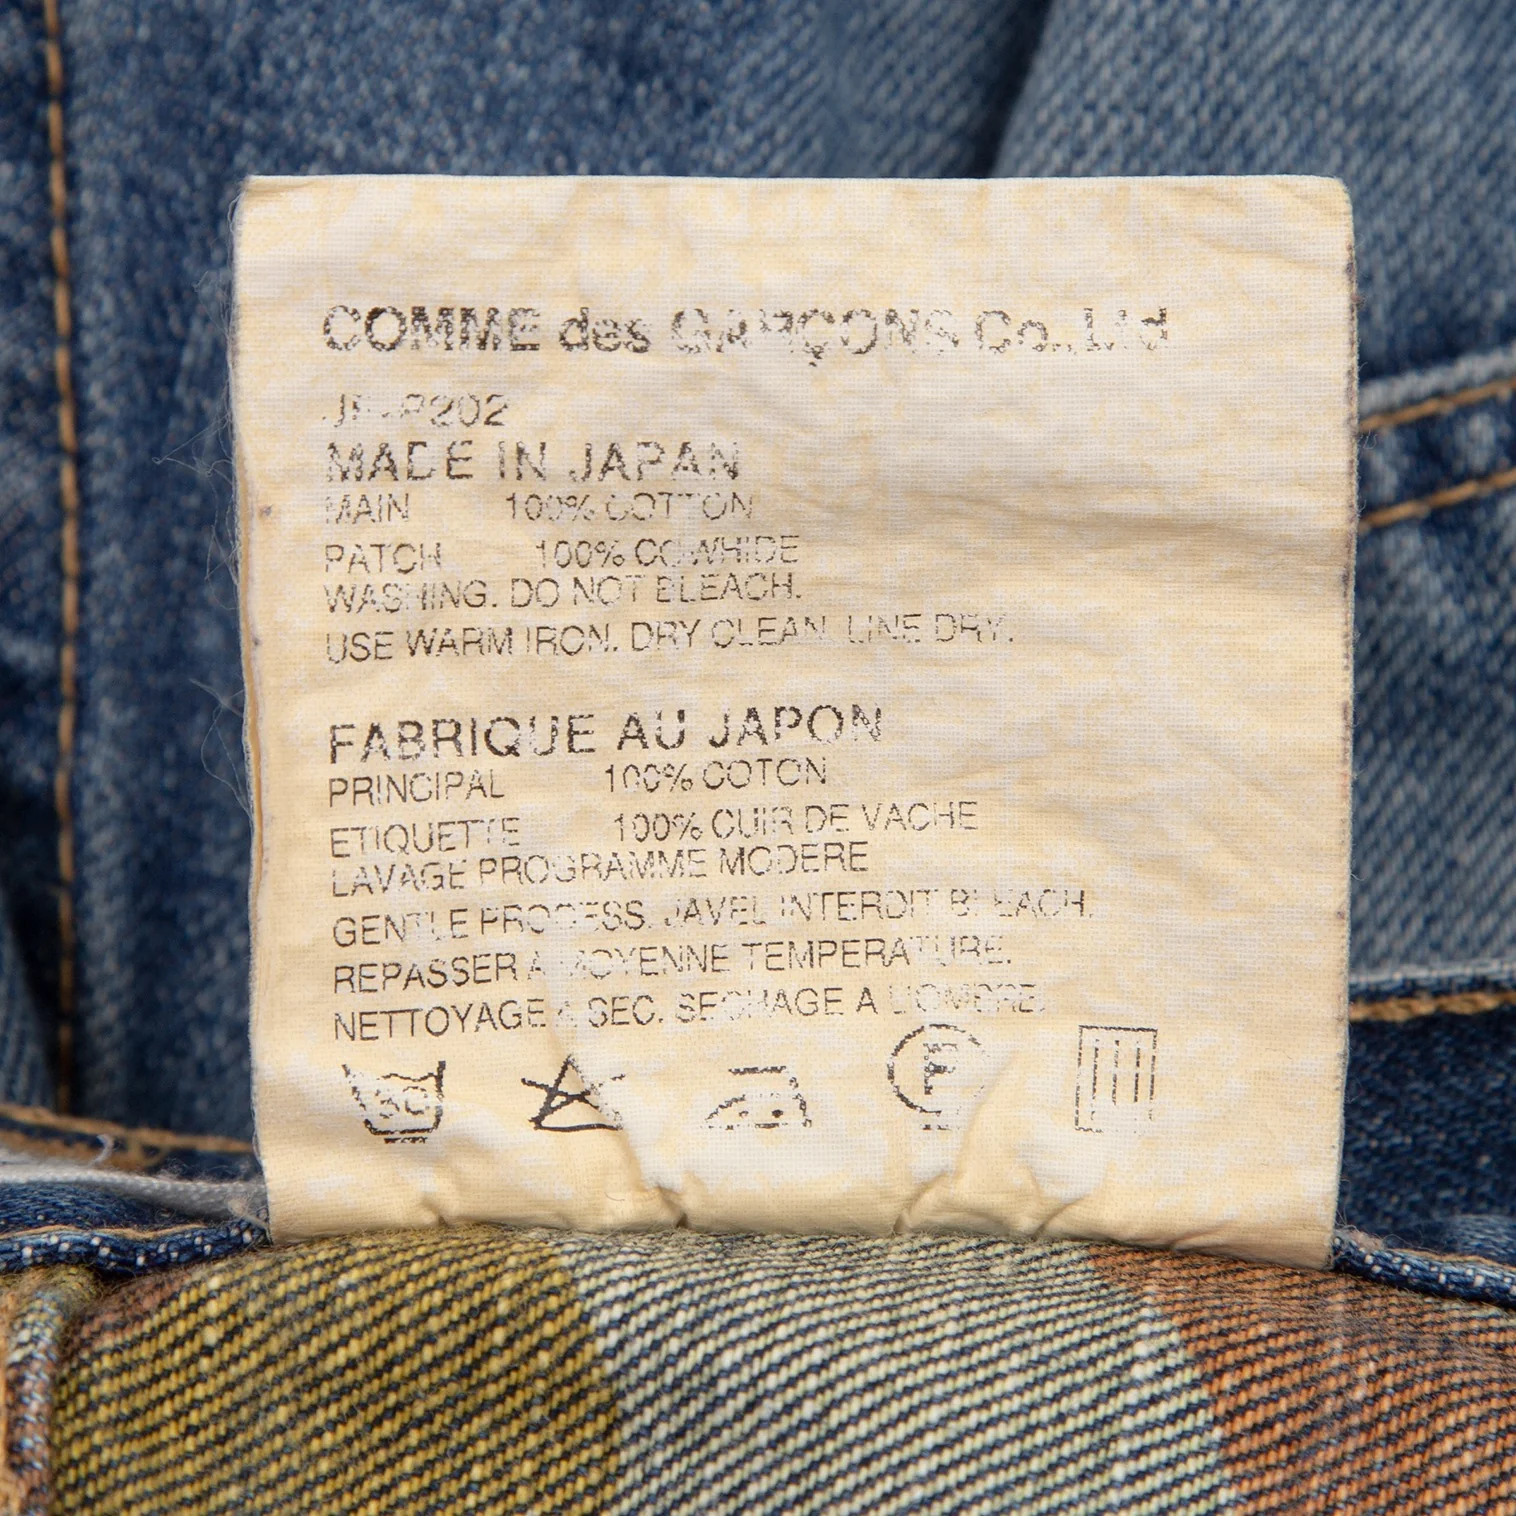 COMME des GARÇONS Co.,Ltd
P202
MADE IN JAPAN
MAIN 100% COTTON
PATCH 100% COWHIDE
WASHING. DO NOT BLEACH.
USE WARM IRON. DRY CLEAN. LINE DRY.
FABRIQUE AU JAPON
PRINCIPAL 100% COTON
ETIQUETTE 100% CUIR DE VACHE
LAVAGE PROGRAMME MODERE
GENTLE PROCESS. JAVEL INTERDIT BLEACH.
REPASSER A MOYENNE TEMPERATURE.
NETTOYAGE A SEC. SECHAGE A L'OMBRE.
30 F